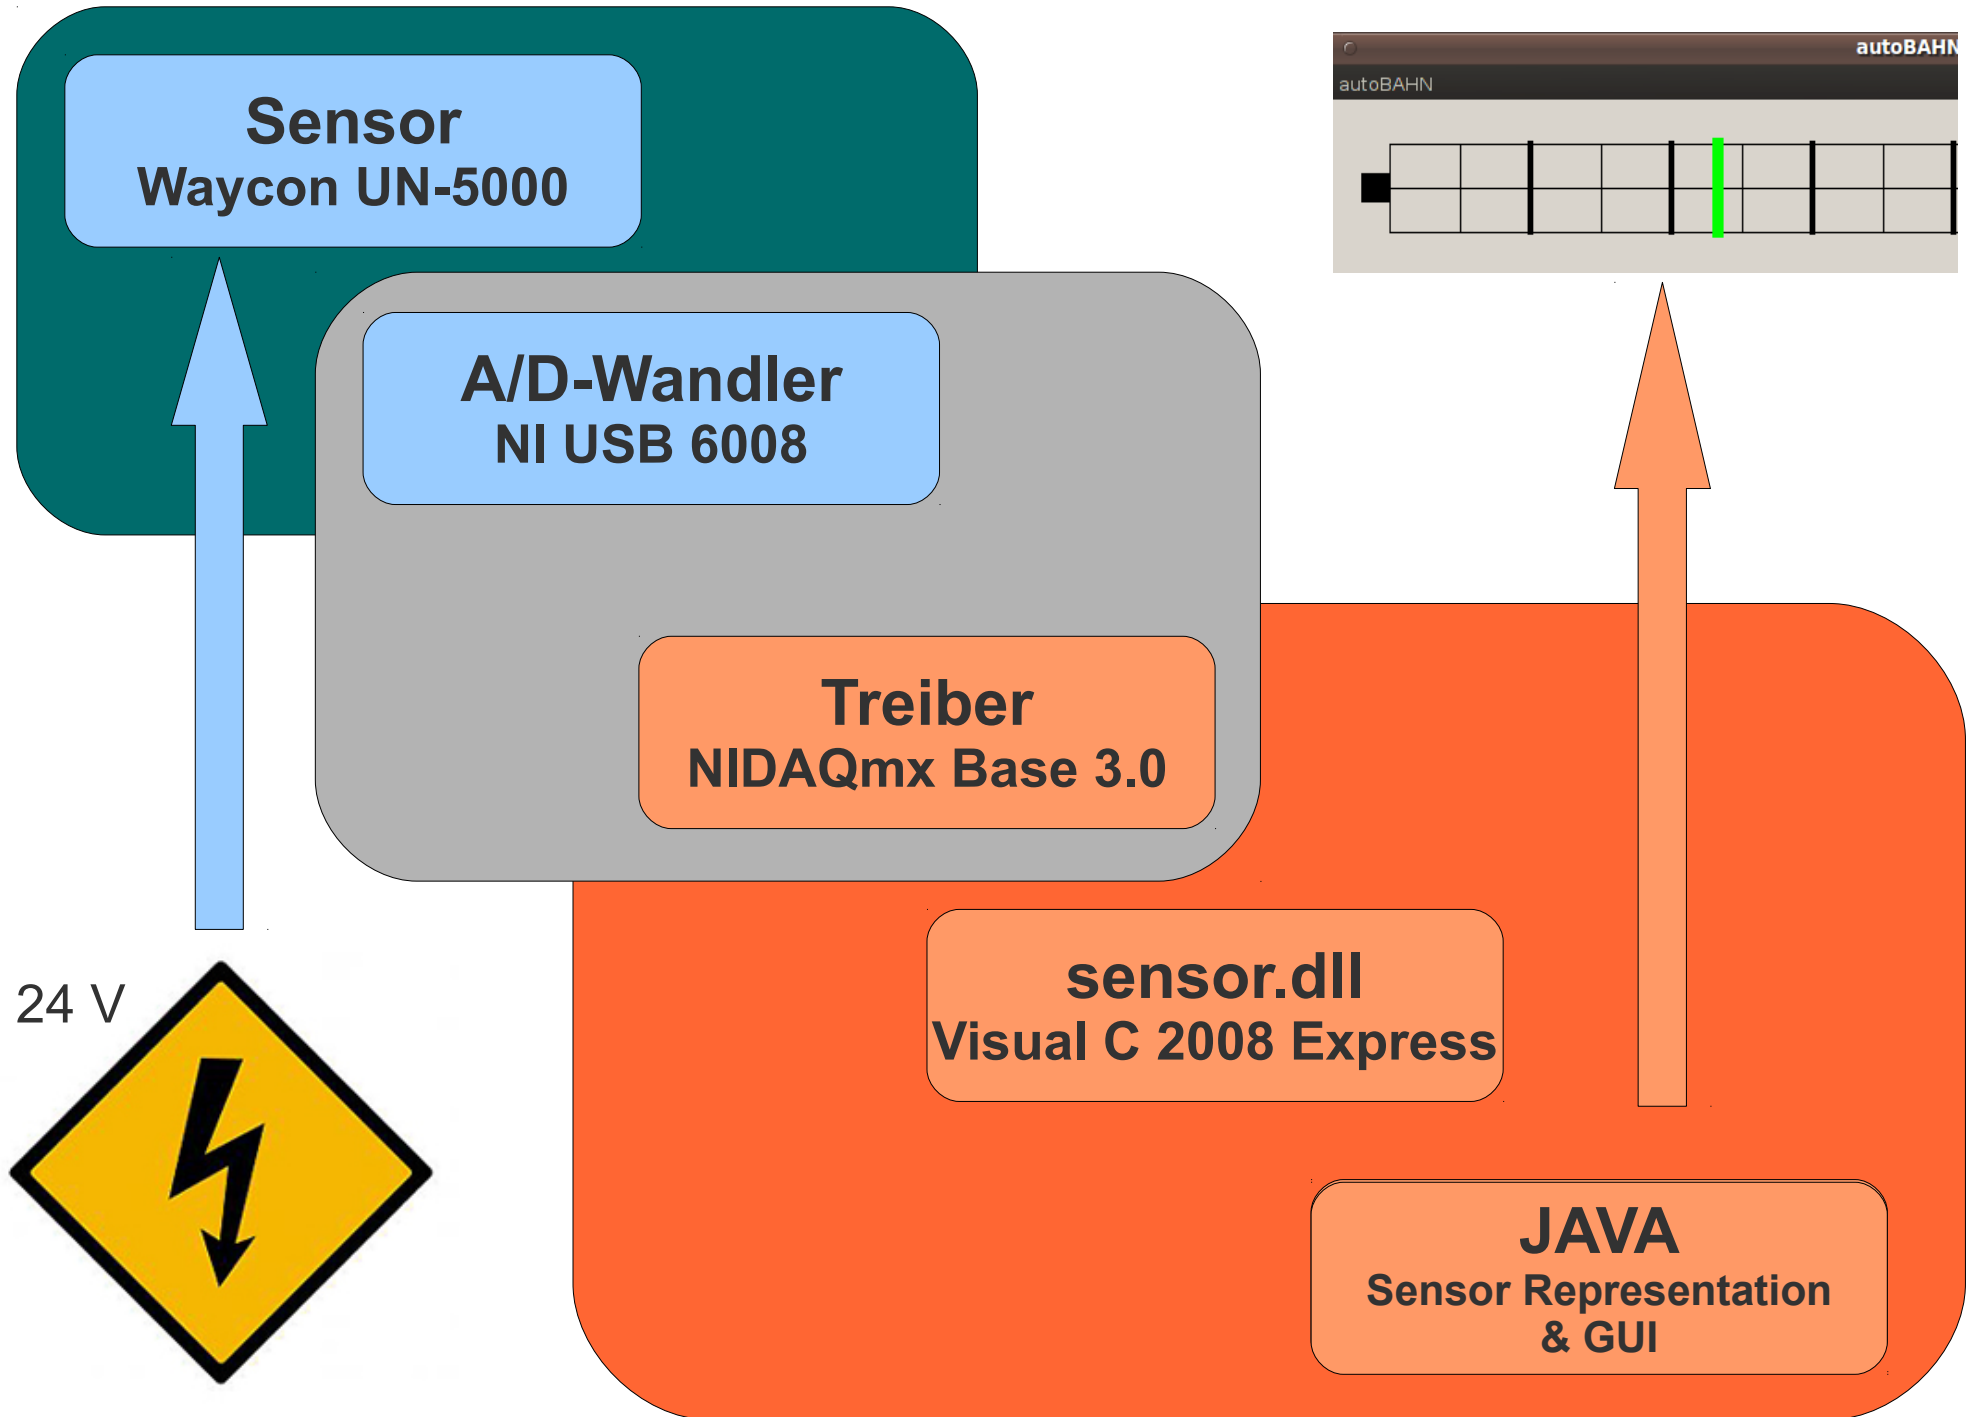 Sensor
Waycon UN-5000
autoBAHN
autoBAHN
A/D-Wandler
NI USB 6008
Treiber
NIDAQmx Base 3.0
24 V
sensor.dll
Visual C 2008 Express
JAVA
Sensor Representation
& GUI